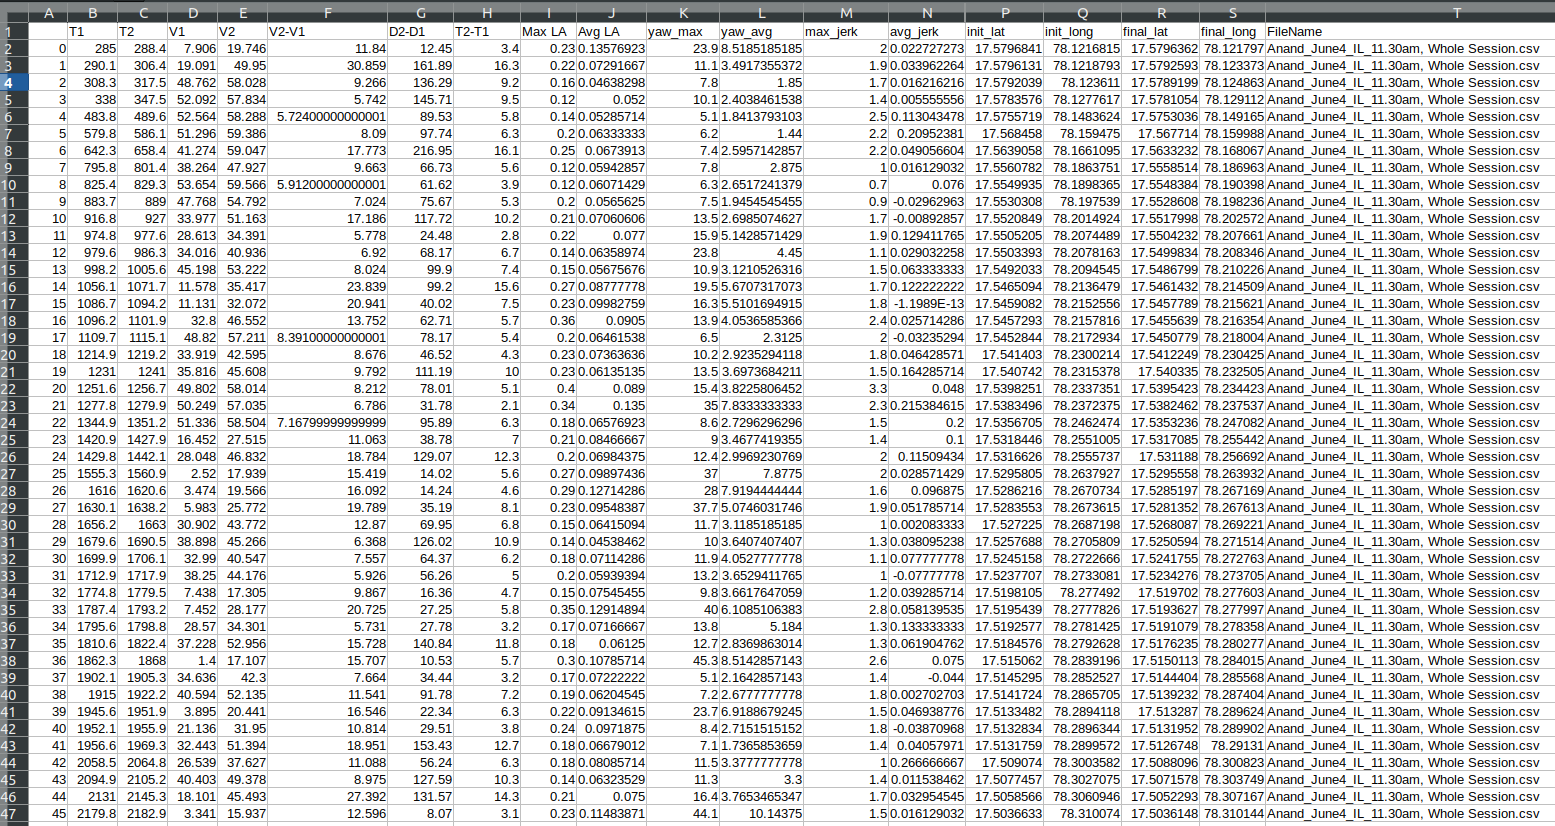 A B C D E F G H I J K L M N P Q R S T
1 T1 T2 V1 V2 V2-V1 D2-D1 T2-T1 Max LA Avg LA yaw_max yaw_avg max_jerk avg_jerk init_lat init_long final_lat final_long FileName
2 0 285 288.4 7.906 19.746 11.84 12.45 3.4 0.23 0.13576923 23.9 8.5185185185 2 0.022727273 17.5796841 78.1216815 17.5796362 78.121797 Anand_June4_IL_11.30am, Whole Session.csv
3 1 290.1 306.4 19.091 49.95 30.859 161.89 16.3 0.22 0.07291667 11.1 3.4917355372 1.9 0.033962264 17.5796131 78.1218793 17.5792593 78.123373 Anand_June4_IL_11.30am, Whole Session.csv
4 2 308.3 317.5 48.762 58.028 9.266 136.29 9.2 0.16 0.04638298 7.8 1.85 1.7 0.016216216 17.5792039 78.123611 17.5789199 78.124863 Anand_June4_IL_11.30am, Whole Session.csv
5 3 338 347.5 52.092 57.834 5.742 145.71 9.5 0.12 0.052 10.1 2.4038461538 1.4 0.005555556 17.5783576 78.1277617 17.5781054 78.129112 Anand_June4_IL_11.30am, Whole Session.csv
6 4 483.8 489.6 52.564 58.288 5.72400000000001 89.53 5.8 0.14 0.05285714 5.1 1.8413793103 2.5 0.113043478 17.5755719 78.1483624 17.5753036 78.149165 Anand_June4_IL_11.30am, Whole Session.csv
7 5 579.8 586.1 51.296 59.386 8.09 97.74 6.3 0.2 0.06333333 6.2 1.44 2.2 0.20952381 17.568458 78.159475 17.567714 78.159988 Anand_June4_IL_11.30am, Whole Session.csv
8 6 642.3 658.4 41.274 59.047 17.773 216.95 16.1 0.25 0.0673913 7.4 2.5957142857 2.2 0.049056604 17.5639058 78.1661095 17.5633232 78.168067 Anand_June4_IL_11.30am, Whole Session.csv
9 7 795.8 801.4 38.264 47.927 9.663 66.73 5.6 0.12 0.05942857 7.8 2.875 1 0.016129032 17.5560782 78.1863751 17.5558514 78.186963 Anand_June4_IL_11.30am, Whole Session.csv
10 8 825.4 829.3 53.654 59.566 5.91200000000001 61.62 3.9 0.12 0.06071429 6.3 2.6517241379 0.7 0.076 17.5549935 78.1898365 17.5548384 78.190398 Anand_June4_IL_11.30am, Whole Session.csv
11 9 883.7 889 47.768 54.792 7.024 75.67 5.3 0.2 0.0565625 7.5 1.9454545455 0.9 -0.02962963 17.5530308 78.197539 17.5528608 78.198236 Anand_June4_IL_11.30am, Whole Session.csv
12 10 916.8 927 33.977 51.163 17.186 117.72 10.2 0.21 0.07060606 13.5 2.6985074627 1.7 -0.00892857 17.5520849 78.2014924 17.5517998 78.202572 Anand_June4_IL_11.30am, Whole Session.csv
13 11 974.8 977.6 28.613 34.391 5.778 24.48 2.8 0.22 0.077 15.9 5.1428571429 1.9 0.129411765 17.5505205 78.2074489 17.5504232 78.207661 Anand_June4_IL_11.30am, Whole Session.csv
14 12 979.6 986.3 34.016 40.936 6.92 68.17 6.7 0.14 0.06358974 23.8 4.45 1.1 0.029032258 17.5503393 78.2078163 17.5499834 78.208346 Anand_June4_IL_11.30am, Whole Session.csv
15 13 998.2 1005.6 45.198 53.222 8.024 99.9 7.4 0.15 0.05675676 10.9 3.1210526316 1.5 0.063333333 17.5492033 78.2094545 17.5486799 78.210226 Anand_June4_IL_11.30am, Whole Session.csv
16 14 1056.1 1071.7 11.578 35.417 23.839 99.2 15.6 0.27 0.08777778 19.5 5.6707317073 1.7 0.122222222 17.5465094 78.2136479 17.5461432 78.214509 Anand_June4_IL_11.30am, Whole Session.csv
17 15 1086.7 1094.2 11.131 32.072 20.941 40.02 7.5 0.23 0.09982759 16.3 5.5101694915 1.8 -1.1989E-13 17.5459082 78.2152556 17.5457789 78.215621 Anand_June4_IL_11.30am, Whole Session.csv
18 16 1096.2 1101.9 32.8 46.552 13.752 62.71 5.7 0.36 0.0905 13.9 4.0536585366 2.4 0.025714286 17.5457293 78.2157816 17.5455639 78.216354 Anand_June4_IL_11.30am, Whole Session.csv
19 17 1109.7 1115.1 48.82 57.211 8.39100000000001 78.17 5.4 0.2 0.06461538 6.5 2.3125 2 -0.03235294 17.5452844 78.2172934 17.5450779 78.218004 Anand_June4_IL_11.30am, Whole Session.csv
20 18 1214.9 1219.2 33.919 42.595 8.676 46.52 4.3 0.23 0.07363636 10.2 2.9235294118 1.8 0.046428571 17.541403 78.2300214 17.5412249 78.230425 Anand_June4_IL_11.30am, Whole Session.csv
21 19 1231 1241 35.816 45.608 9.792 111.19 10 0.23 0.06135135 13.5 3.6973684211 1.5 0.164285714 17.540742 78.2315378 17.540335 78.232505 Anand_June4_IL_11.30am, Whole Session.csv
22 20 1251.6 1256.7 49.802 58.014 8.212 78.01 5.1 0.4 0.089 15.4 3.8225806452 3.3 0.048 17.5398251 78.2337351 17.5395423 78.234423 Anand_June4_IL_11.30am, Whole Session.csv
23 21 1277.8 1279.9 50.249 57.035 6.786 31.78 2.1 0.34 0.135 35 7.8333333333 2.3 0.215384615 17.5383496 78.2372375 17.5382462 78.237537 Anand_June4_IL_11.30am, Whole Session.csv
24 22 1344.9 1351.2 51.336 58.504 7.16799999999999 95.89 6.3 0.18 0.06576923 8.6 2.7296296296 1.5 0.2 17.5356705 78.2462474 17.5353236 78.247082 Anand_June4_IL_11.30am, Whole Session.csv
25 23 1420.9 1427.9 16.452 27.515 11.063 38.78 7 0.21 0.08466667 9 3.4677419355 1.4 0.1 17.5318446 78.2551005 17.5317085 78.255442 Anand_June4_IL_11.30am, Whole Session.csv
26 24 1429.8 1442.1 28.048 46.832 18.784 129.07 12.3 0.2 0.06984375 12.4 2.9969230769 2 0.11509434 17.5316626 78.2555737 17.531188 78.256692 Anand_June4_IL_11.30am, Whole Session.csv
27 25 1555.3 1560.9 2.52 17.939 15.419 14.02 5.6 0.27 0.09897436 37 7.8775 2 0.028571429 17.5295805 78.2637927 17.5295558 78.263932 Anand_June4_IL_11.30am, Whole Session.csv
28 26 1616 1620.6 3.474 19.566 16.092 14.24 4.6 0.29 0.12714286 28 7.9194444444 1.6 0.096875 17.5286216 78.2670734 17.5285197 78.267169 Anand_June4_IL_11.30am, Whole Session.csv
29 27 1630.1 1638.2 5.983 25.772 19.789 35.19 8.1 0.23 0.09548387 37.7 5.0746031746 1.9 0.051785714 17.5283553 78.2673615 17.5281352 78.267613 Anand_June4_IL_11.30am, Whole Session.csv
30 28 1656.2 1663 30.902 43.772 12.87 69.95 6.8 0.15 0.06415094 11.7 3.1185185185 1 0.002083333 17.527225 78.2687198 17.5268087 78.269221 Anand_June4_IL_11.30am, Whole Session.csv
31 29 1679.6 1690.5 38.898 45.266 6.368 126.02 10.9 0.14 0.04538462 10 3.6407407407 1.3 0.038095238 17.5257688 78.2705809 17.5250594 78.271514 Anand_June4_IL_11.30am, Whole Session.csv
32 30 1699.9 1706.1 32.99 40.547 7.557 64.37 6.2 0.18 0.07114286 11.9 4.0527777778 1.1 0.077777778 17.5245158 78.2722666 17.5241755 78.272763 Anand_June4_IL_11.30am, Whole Session.csv
33 31 1712.9 1717.9 38.25 44.176 5.926 56.26 5 0.2 0.05939394 13.2 3.6529411765 1 -0.07777778 17.5237707 78.2733081 17.5234276 78.273705 Anand_June4_IL_11.30am, Whole Session.csv
34 32 1774.8 1779.5 7.438 17.305 9.867 16.36 4.7 0.15 0.07545455 9.8 3.6617647059 1.2 0.039285714 17.5198105 78.277492 17.519702 78.277603 Anand_June4_IL_11.30am, Whole Session.csv
35 33 1787.4 1793.2 7.452 28.177 20.725 27.25 5.8 0.35 0.12914894 40 6.1085106383 2.8 0.058139535 17.5195439 78.2777826 17.5193627 78.277997 Anand_June4_IL_11.30am, Whole Session.csv
36 34 1795.6 1798.8 28.57 34.301 5.731 27.78 3.2 0.17 0.07166667 13.8 5.184 1.3 0.133333333 17.5192577 78.2781425 17.5191079 78.278358 Anand_June4_IL_11.30am, Whole Session.csv
37 35 1810.6 1822.4 37.228 52.956 15.728 140.84 11.8 0.18 0.06125 12.7 2.8369863014 1.3 0.061904762 17.5184576 78.2792628 17.5176235 78.280277 Anand_June4_IL_11.30am, Whole Session.csv
38 36 1862.3 1868 1.4 17.107 15.707 10.53 5.7 0.3 0.10785714 45.3 8.5142857143 2.6 0.075 17.515062 78.2839196 17.5150113 78.284015 Anand_June4_IL_11.30am, Whole Session.csv
39 37 1902.1 1905.3 34.636 42.3 7.664 34.44 3.2 0.17 0.07222222 5.1 2.1642857143 1.4 -0.044 17.5145295 78.2852527 17.5144404 78.285568 Anand_June4_IL_11.30am, Whole Session.csv
40 38 1915 1922.2 40.594 52.135 11.541 91.78 7.2 0.19 0.06204545 7.2 2.6777777778 1.8 0.002702703 17.5141724 78.2865705 17.5139232 78.287404 Anand_June4_IL_11.30am, Whole Session.csv
41 39 1945.6 1951.9 3.895 20.441 16.546 22.34 6.3 0.22 0.09134615 23.7 6.9188679245 1.5 0.046938776 17.5133482 78.2894118 17.513287 78.289624 Anand_June4_IL_11.30am, Whole Session.csv
42 40 1952.1 1955.9 21.136 31.95 10.814 29.51 3.8 0.24 0.0971875 8.4 2.7151515152 1.8 -0.03870968 17.5132834 78.2896344 17.5131952 78.289902 Anand_June4_IL_11.30am, Whole Session.csv
43 41 1956.6 1969.3 32.443 51.394 18.951 153.43 12.7 0.18 0.06679012 7.1 1.7365853659 1.4 0.04057971 17.5131759 78.2899572 17.5126748 78.29131 Anand_June4_IL_11.30am, Whole Session.csv
44 42 2058.5 2064.8 26.539 37.627 11.088 56.24 6.3 0.18 0.08085714 11.5 3.3777777778 1 0.266666667 17.509074 78.3003582 17.5088096 78.300823 Anand_June4_IL_11.30am, Whole Session.csv
45 43 2094.9 2105.2 40.403 49.378 8.975 127.59 10.3 0.14 0.06323529 11.3 3.3 1.4 0.011538462 17.5077457 78.3027075 17.5071578 78.303749 Anand_June4_IL_11.30am, Whole Session.csv
46 44 2131 2145.3 18.101 45.493 27.392 131.57 14.3 0.21 0.075 16.4 3.7653465347 1.7 0.032954545 17.5058566 78.3060946 17.5052293 78.307167 Anand_June4_IL_11.30am, Whole Session.csv
47 45 2179.8 2182.9 3.341 15.937 12.596 8.07 3.1 0.23 0.11483871 44.1 10.14375 1.5 0.016129032 17.5036633 78.310074 17.5036148 78.310144 Anand_June4_IL_11.30am, Whole Session.csv